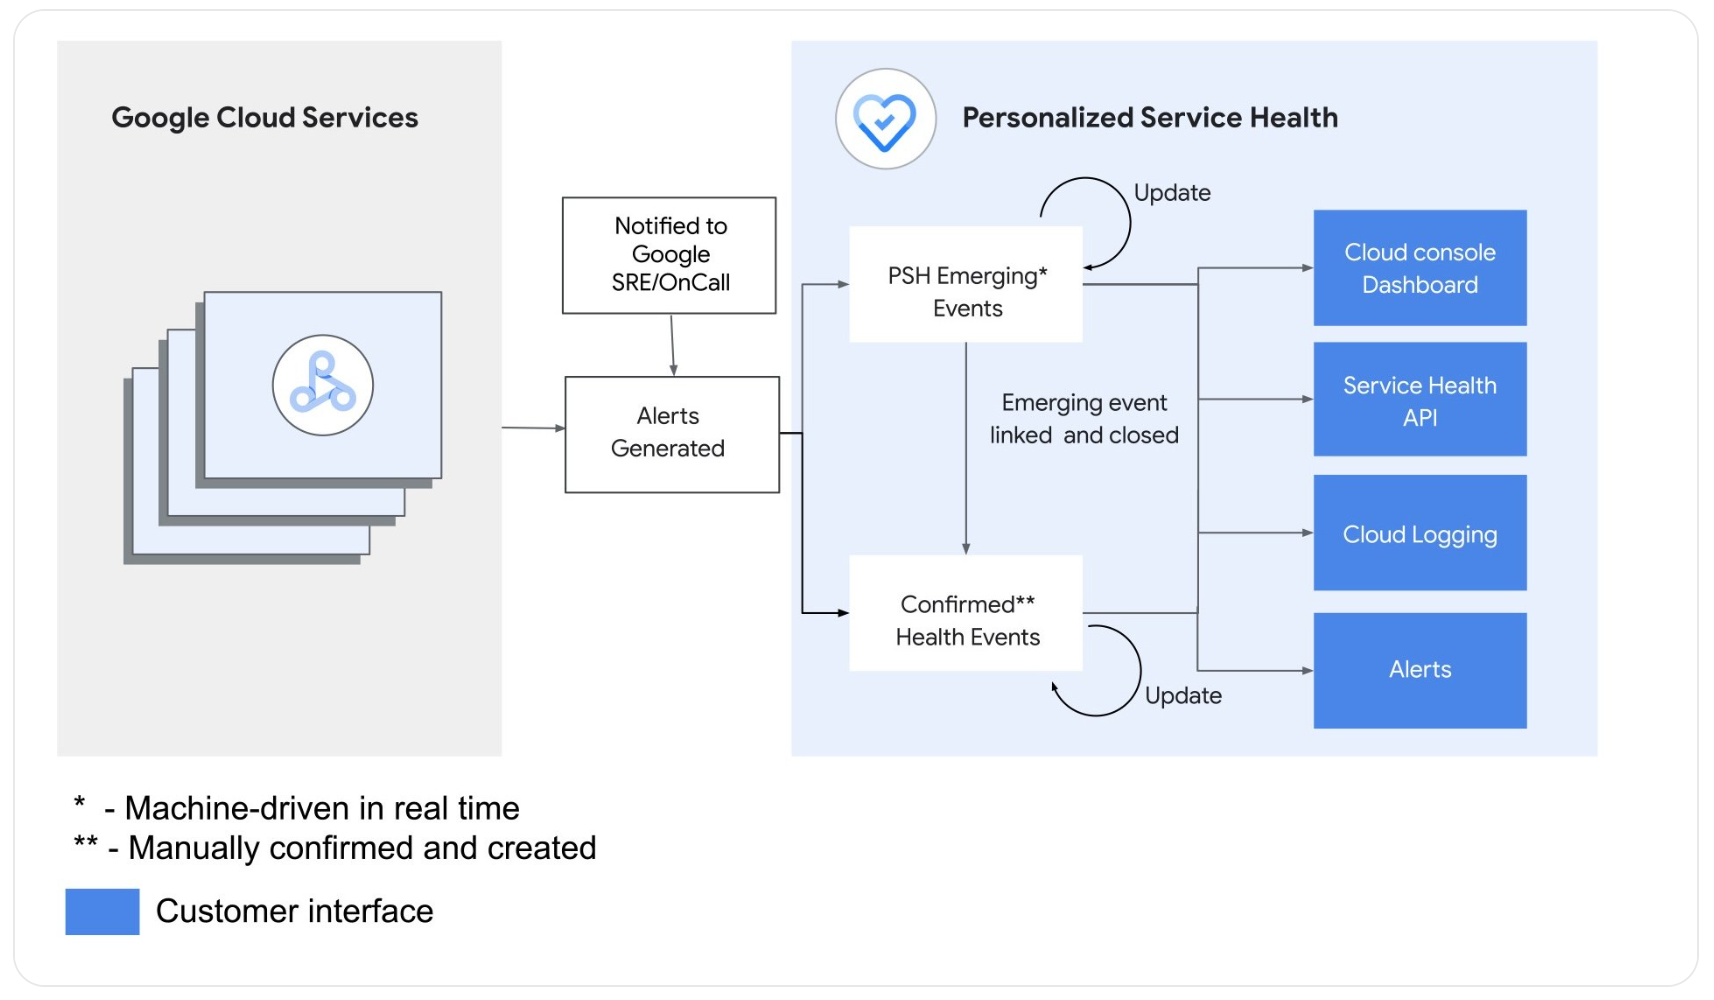 Google Cloud Services
Notified to
Google
SRE/OnCall
Alerts
Generated
Personalized Service Health
Update
PSH Emerging*
Events
Emerging event
linked and closed
Confirmed**
Health Events
Update
Cloud console
Dashboard
Service Health
API
Cloud Logging
Alerts
* - Machine-driven in real time
** - Manually confirmed and created
Customer interface